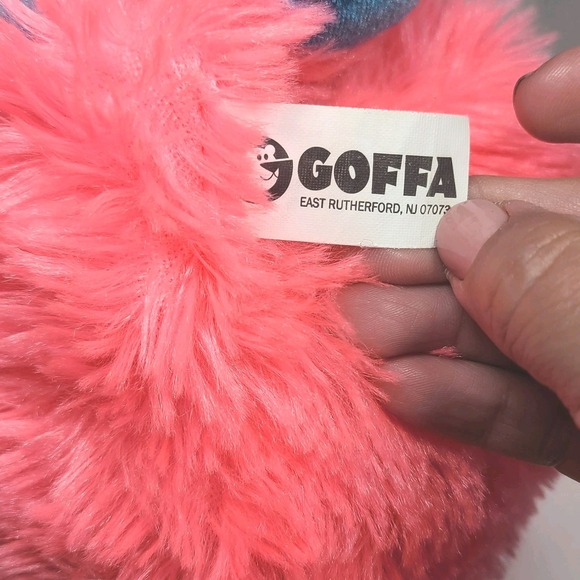 GOFFA
EAST RUTHERFORD, NJ 07073